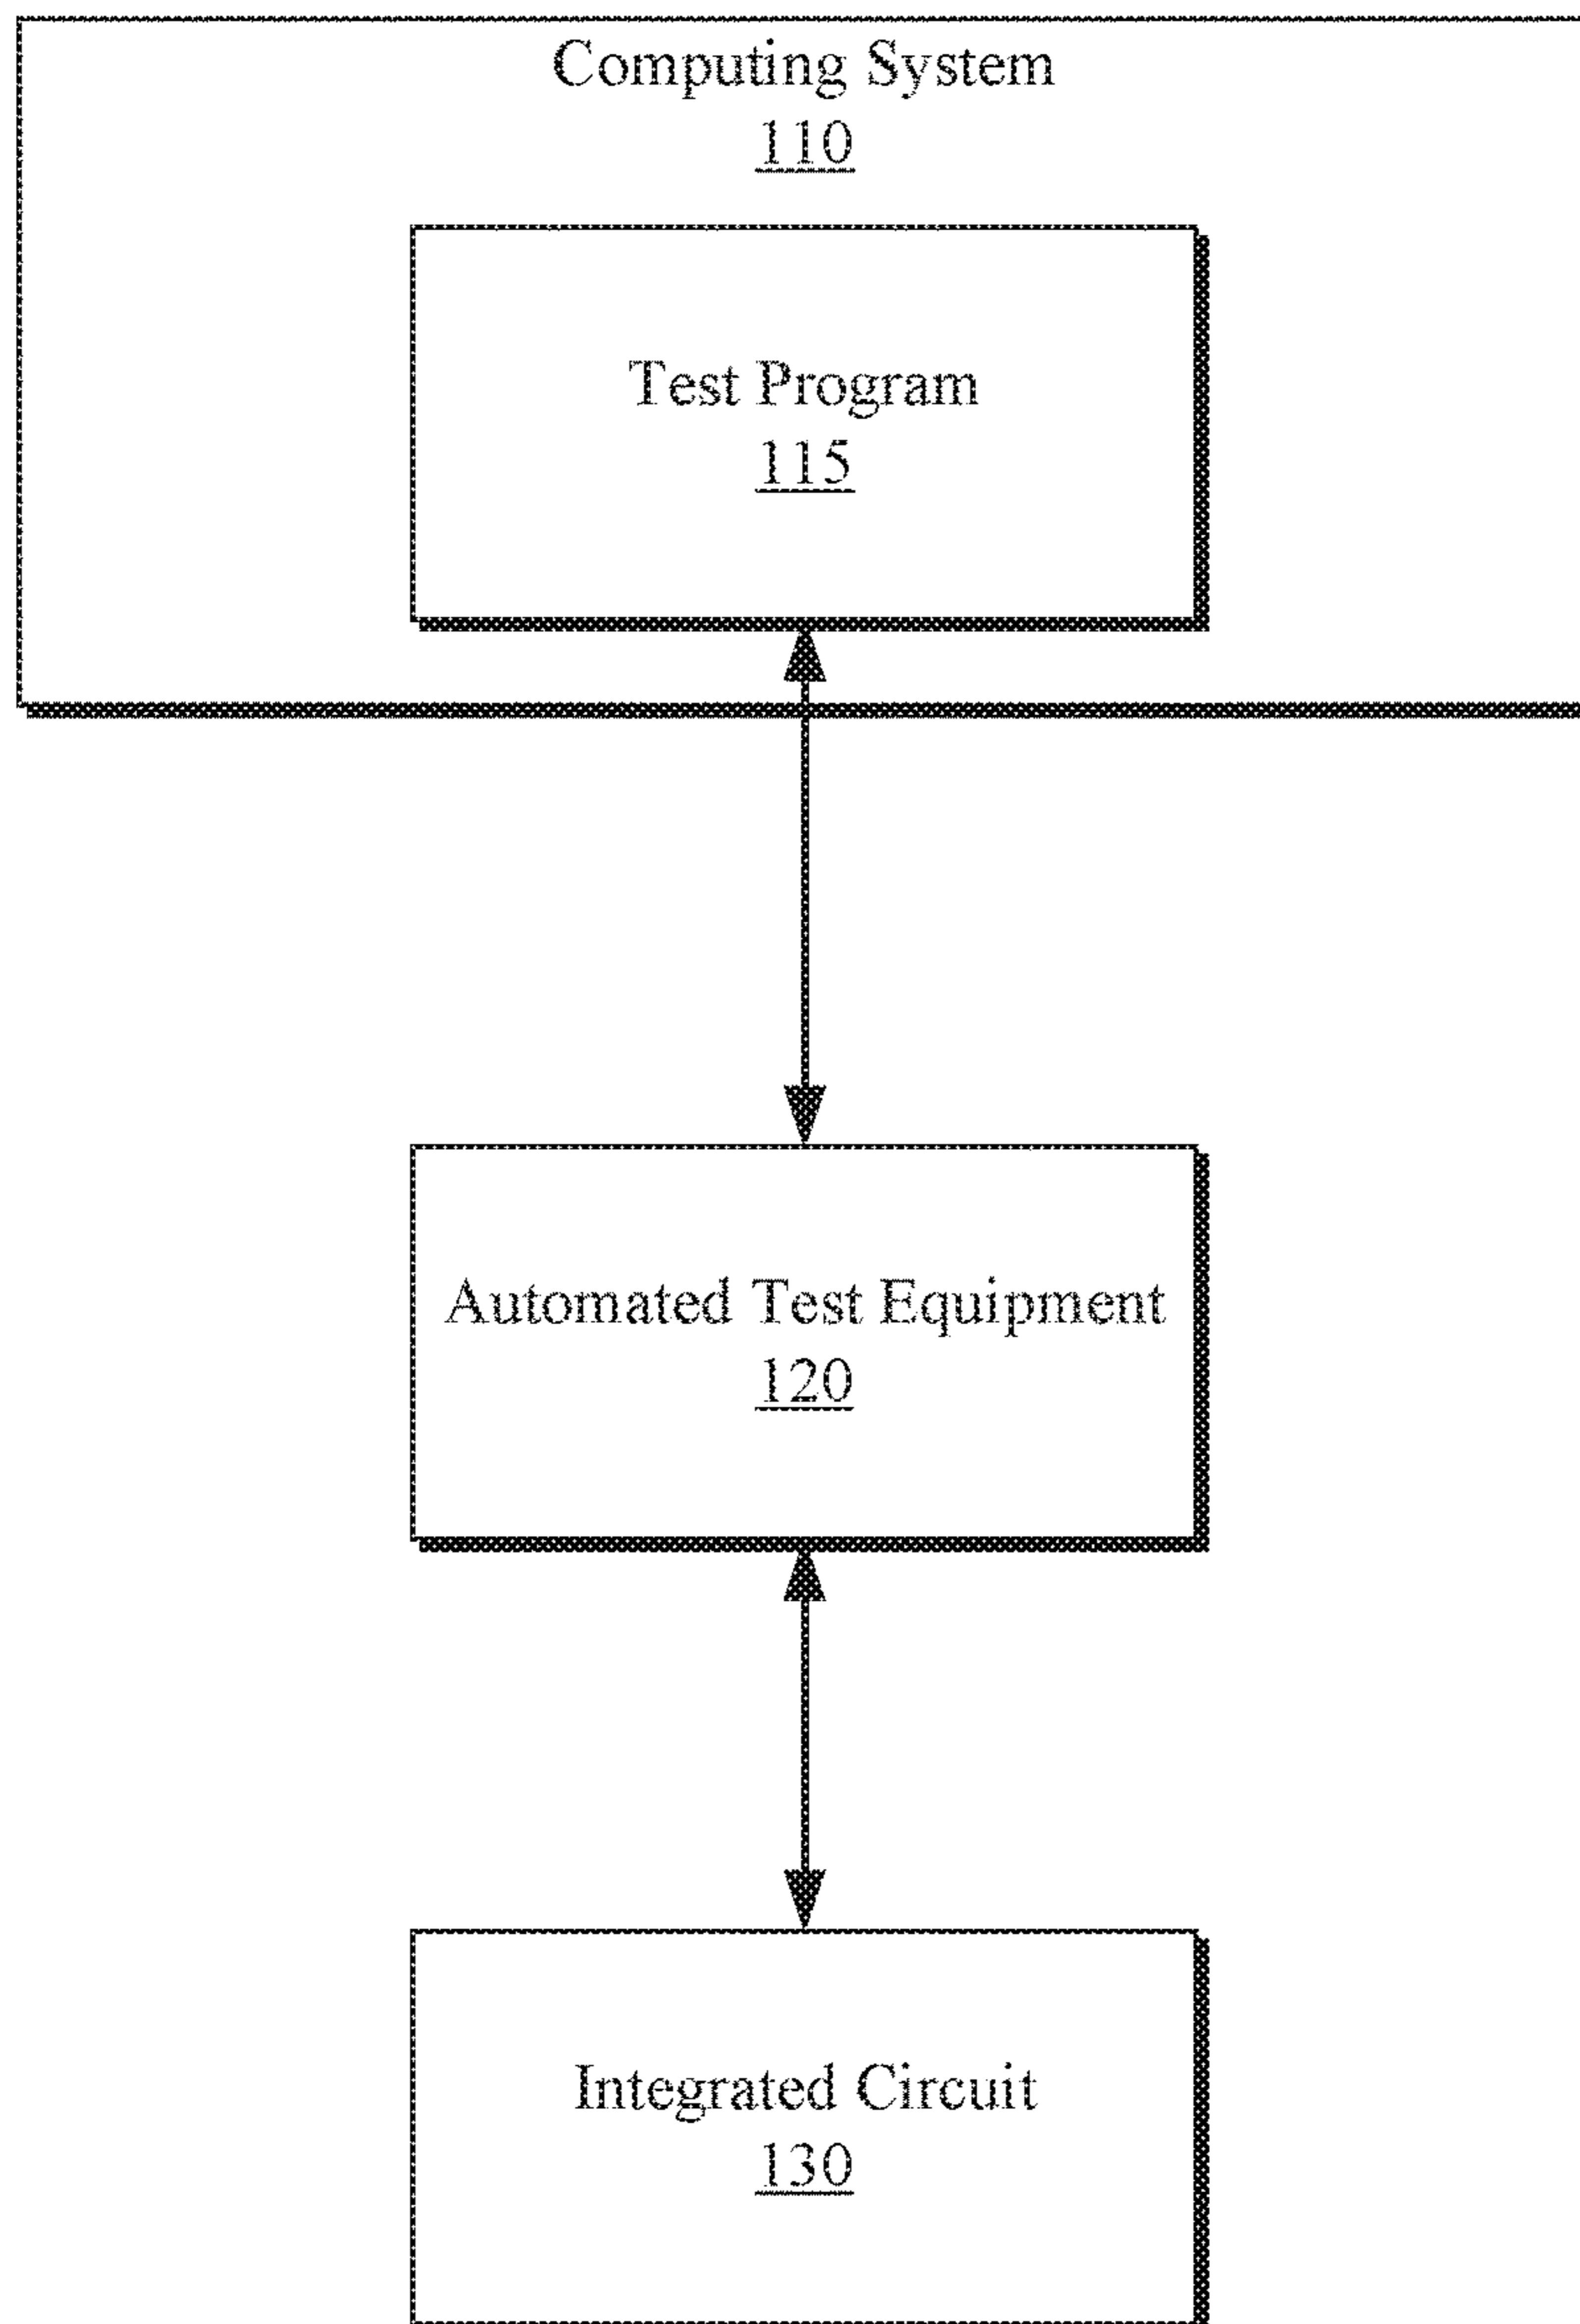 Computing System
110
Test Program
115
Automated Test Equipment
120
Integrated Circuit
130